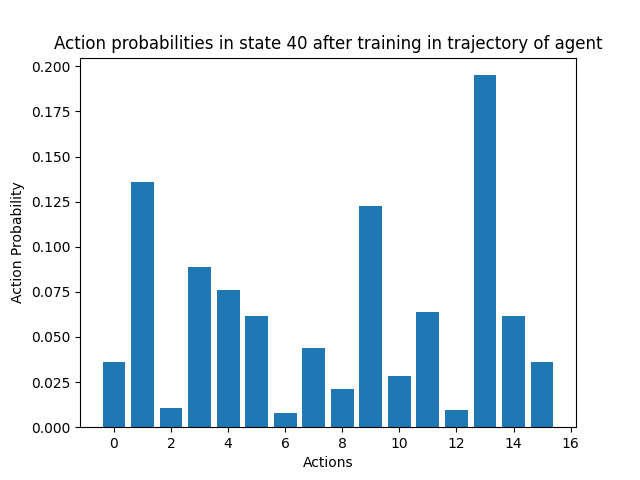 Action probabilities in state 40 after training in trajectory of agent
0.200
0.175
0.150
0.125
0.100
0.075
0.050
0.025
0.000
Action Probability
0 2 4 6 8 10 12 14 16
Actions